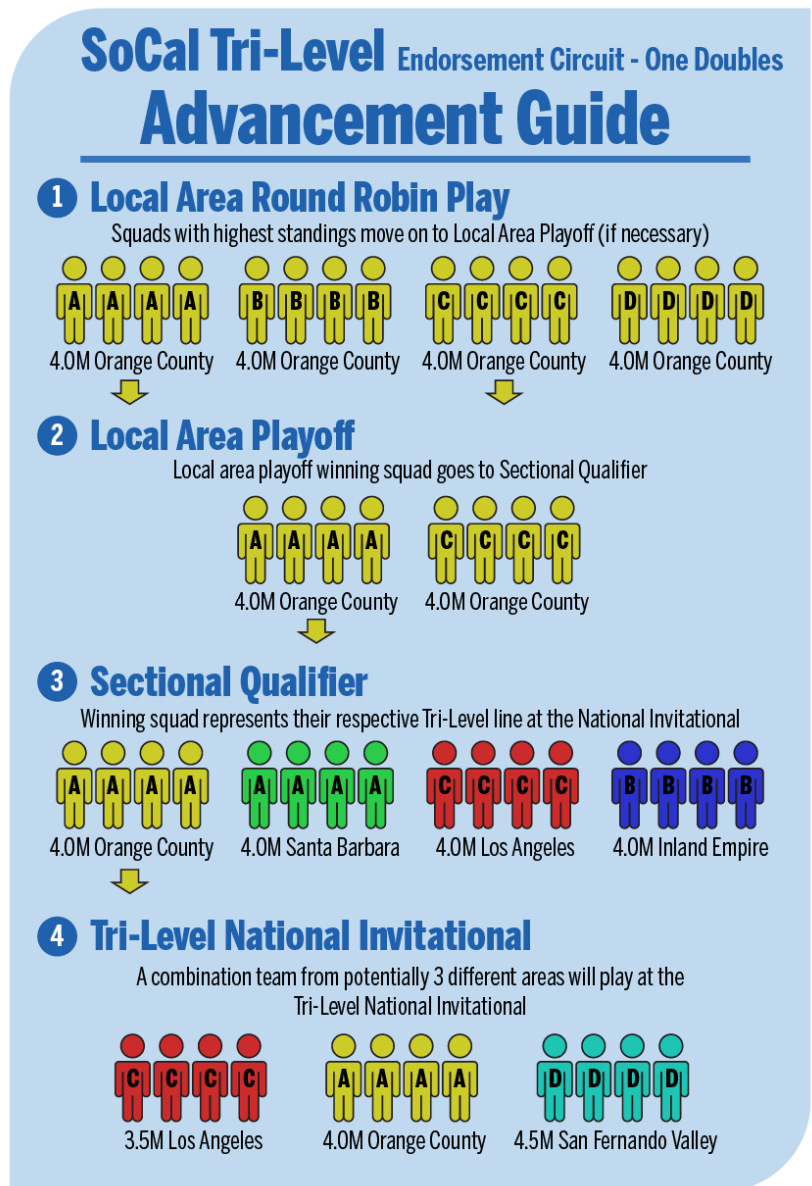 SoCal Tri-Level Endorsement Circuit - One Doubles
Advancement Guide
1 Local Area Round Robin Play
Squads with highest standings move on to Local Area Playoff (if necessary)
A A A A B B B B C C C C D D D D
4.0M Orange County 4.0M Orange County 4.0M Orange County 4.0M Orange County
2 Local Area Playoff
Local area playoff winning squad goes to Sectional Qualifier
A A A A C C C C
4.0M Orange County 4.0M Orange County
3 Sectional Qualifier
Winning squad represents their respective Tri-Level line at the National Invitational
A A A A A A A A C C C C B B B B
4.0M Orange County 4.0M Santa Barbara 4.0M Los Angeles 4.0M Inland Empire
4 Tri-Level National Invitational
A combination team from potentially 3 different areas will play at the
Tri-Level National Invitational
C C C C A A A A D D D D
3.5M Los Angeles 4.0M Orange County 4.5M San Fernando Valley